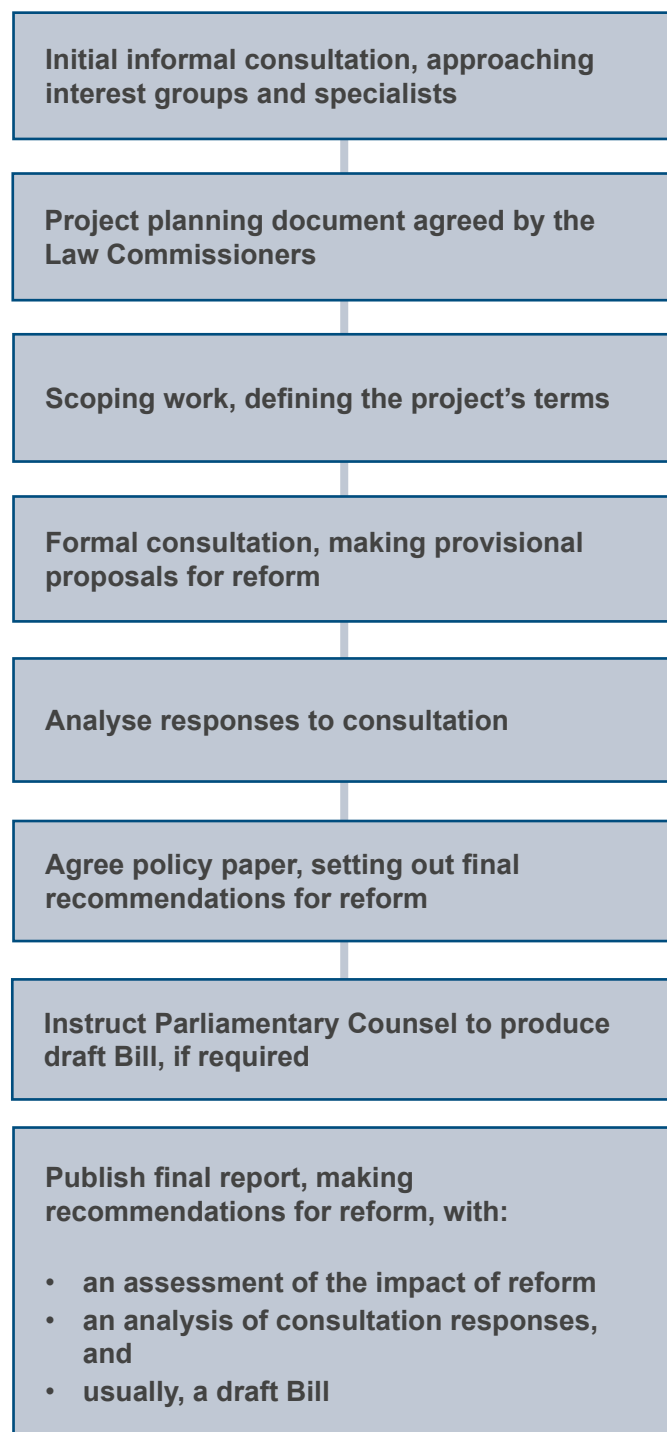 Initial informal consultation, approaching
interest groups and specialists
Project planning document agreed by the
Law Commissioners
Scoping work, defining the project’s terms
Formal consultation, making provisional
proposals for reform
Analyse responses to consultation
Agree policy paper, setting out final
recommendations for reform
Instruct Parliamentary Counsel to produce
draft Bill, if required
Publish final report, making
recommendations for reform, with:
• an assessment of the impact of reform
• an analysis of consultation responses,
and
• usually, a draft Bill